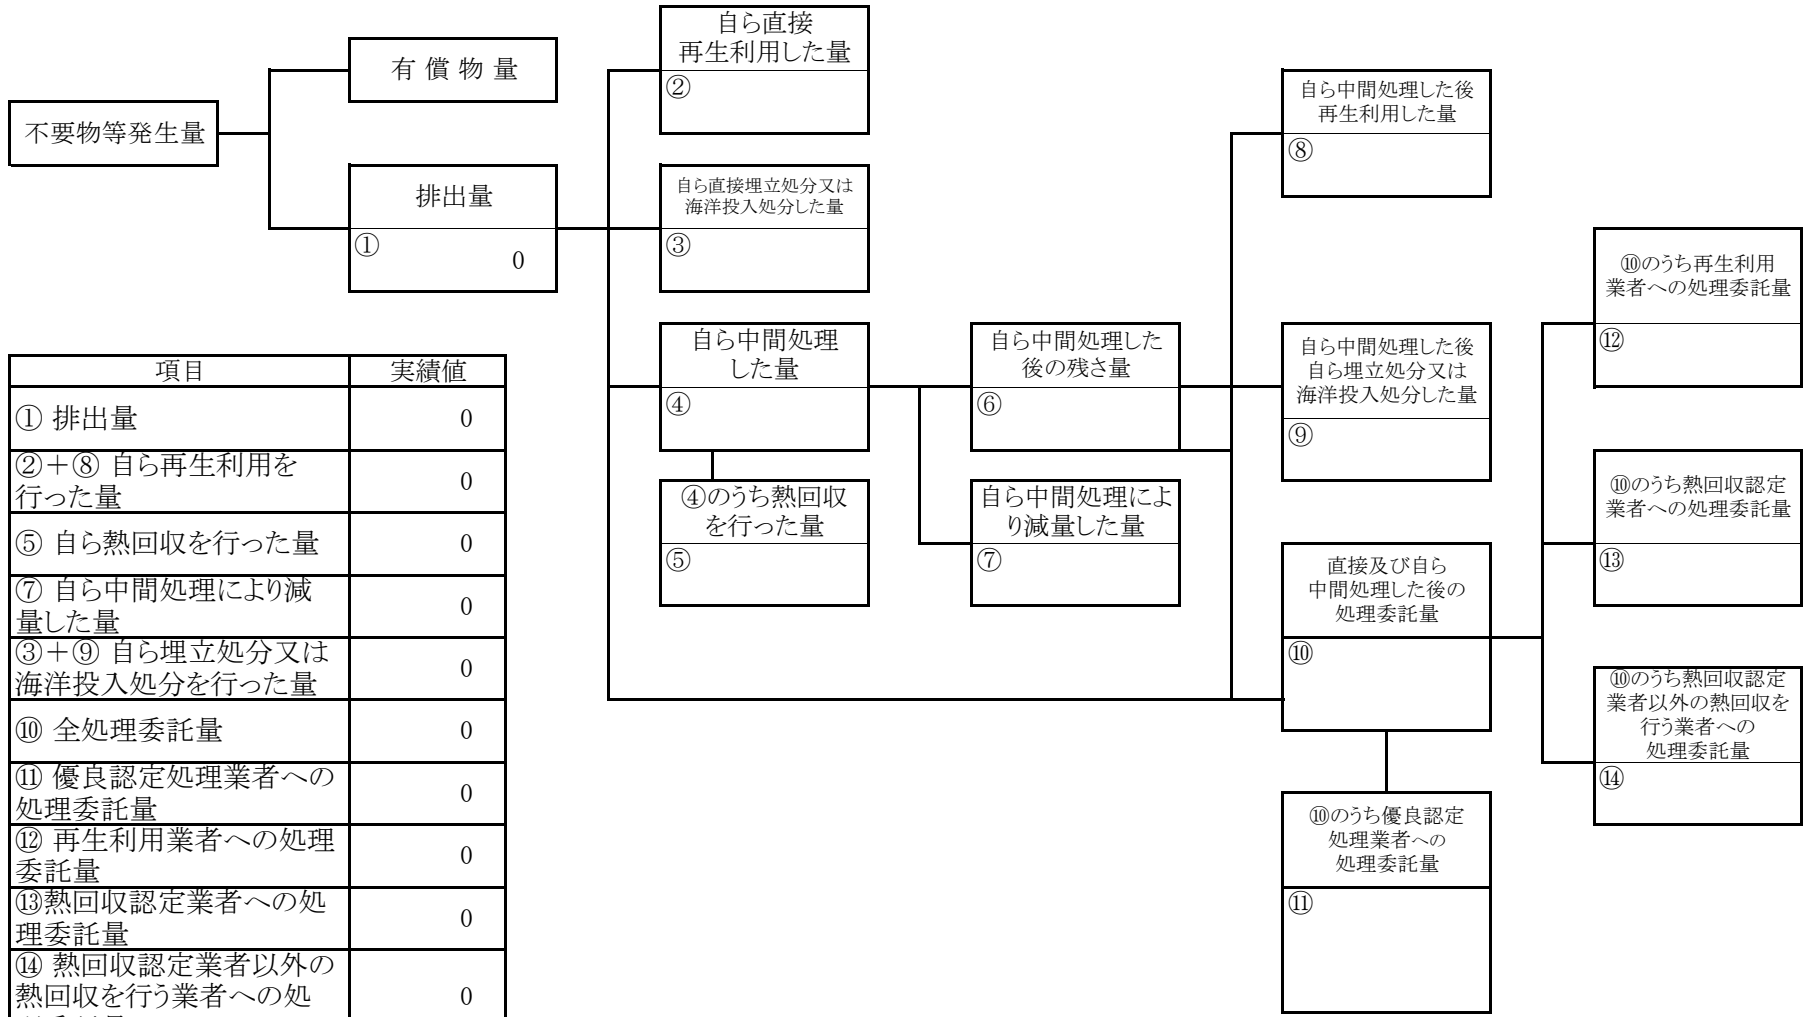 不要物等発生量
有償物量
排出量
①
0
自ら直接
再生利用した量
②
自ら直接埋立処分又は
海洋投入処分した量
③
自ら中間処理
した量
④
④のうち熱回収
を行った量
⑤
自ら中間処理した
後の残さ量
⑥
自ら中間処理によ
り減量した量
⑦
自ら中間処理した後
再生利用した量
⑧
自ら中間処理した後
自ら埋立処分又は
海洋投入処分した量
⑨
直接及び自ら
中間処理した後の
処理委託量
⑩
⑩のうち優良認定
処理業者への
処理委託量
⑪
⑩のうち再生利用
業者への処理委託量
⑫
⑩のうち熱回収認定
業者への処理委託量
⑬
⑩のうち熱回収認定
業者以外の熱回収を
行う業者への
処理委託量
⑭
項目 実績値
① 排出量 0
②+⑧ 自ら再生利用を
行った量 0
⑤ 自ら熱回収を行った量 0
⑦ 自ら中間処理により減
量した量 0
③+⑨ 自ら埋立処分又は
海洋投入処分を行った量 0
⑩ 全処理委託量 0
⑪ 優良認定処理業者への
処理委託量 0
⑫ 再生利用業者への処理
委託量 0
⑬熱回収認定業者への処
理委託量 0
⑭ 熱回収認定業者以外の
熱回収を行う業者への処 0